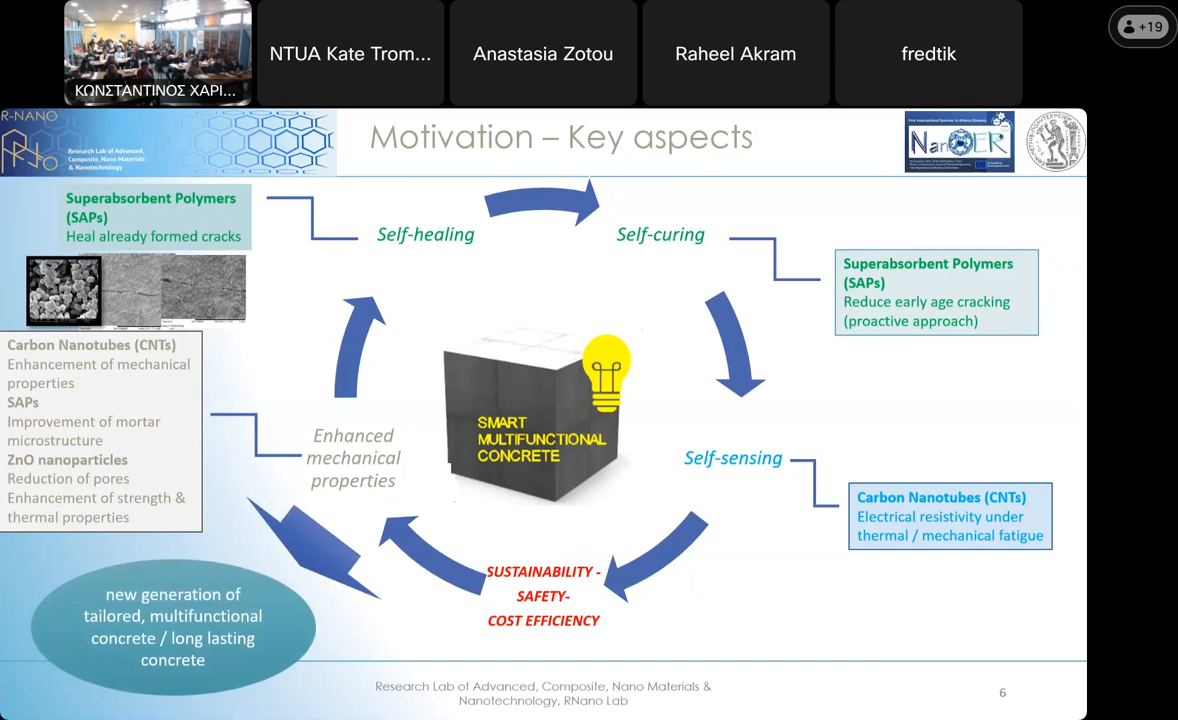 ΚΩΝΣΤΑΝΤΙΝΟΣ ΧΑΡΙ...
NTUA Kate Trom...
Anastasia Zotou
Raheel Akram
fredtik
+19
R-NANO
Research Lab of Advanced,
Composite, Nano Materials
& Nanotechnology
Motivation – Key aspects
NanoER
Superabsorbent Polymers
(SAPs)
Heal already formed cracks
Self-healing
Self-curing
Superabsorbent Polymers
(SAPs)
Reduce early age cracking
(proactive approach)
Carbon Nanotubes (CNTs)
Enhancement of mechanical
properties
SAPs
Improvement of mortar
microstructure
ZnO nanoparticles
Reduction of pores
Enhancement of strength &
thermal properties
Enhanced
mechanical
properties
SMART
MULTIFUNCTIONAL
CONCRETE
Self-sensing
Carbon Nanotubes (CNTs)
Electrical resistivity under
thermal / mechanical fatigue
SUSTAINABILITY -
SAFETY-
COST EFFICIENCY
new generation of
tailored, multifunctional
concrete / long lasting
concrete
Research Lab of Advanced, Composite, Nano Materials &
Nanotechnology, RNano Lab
6